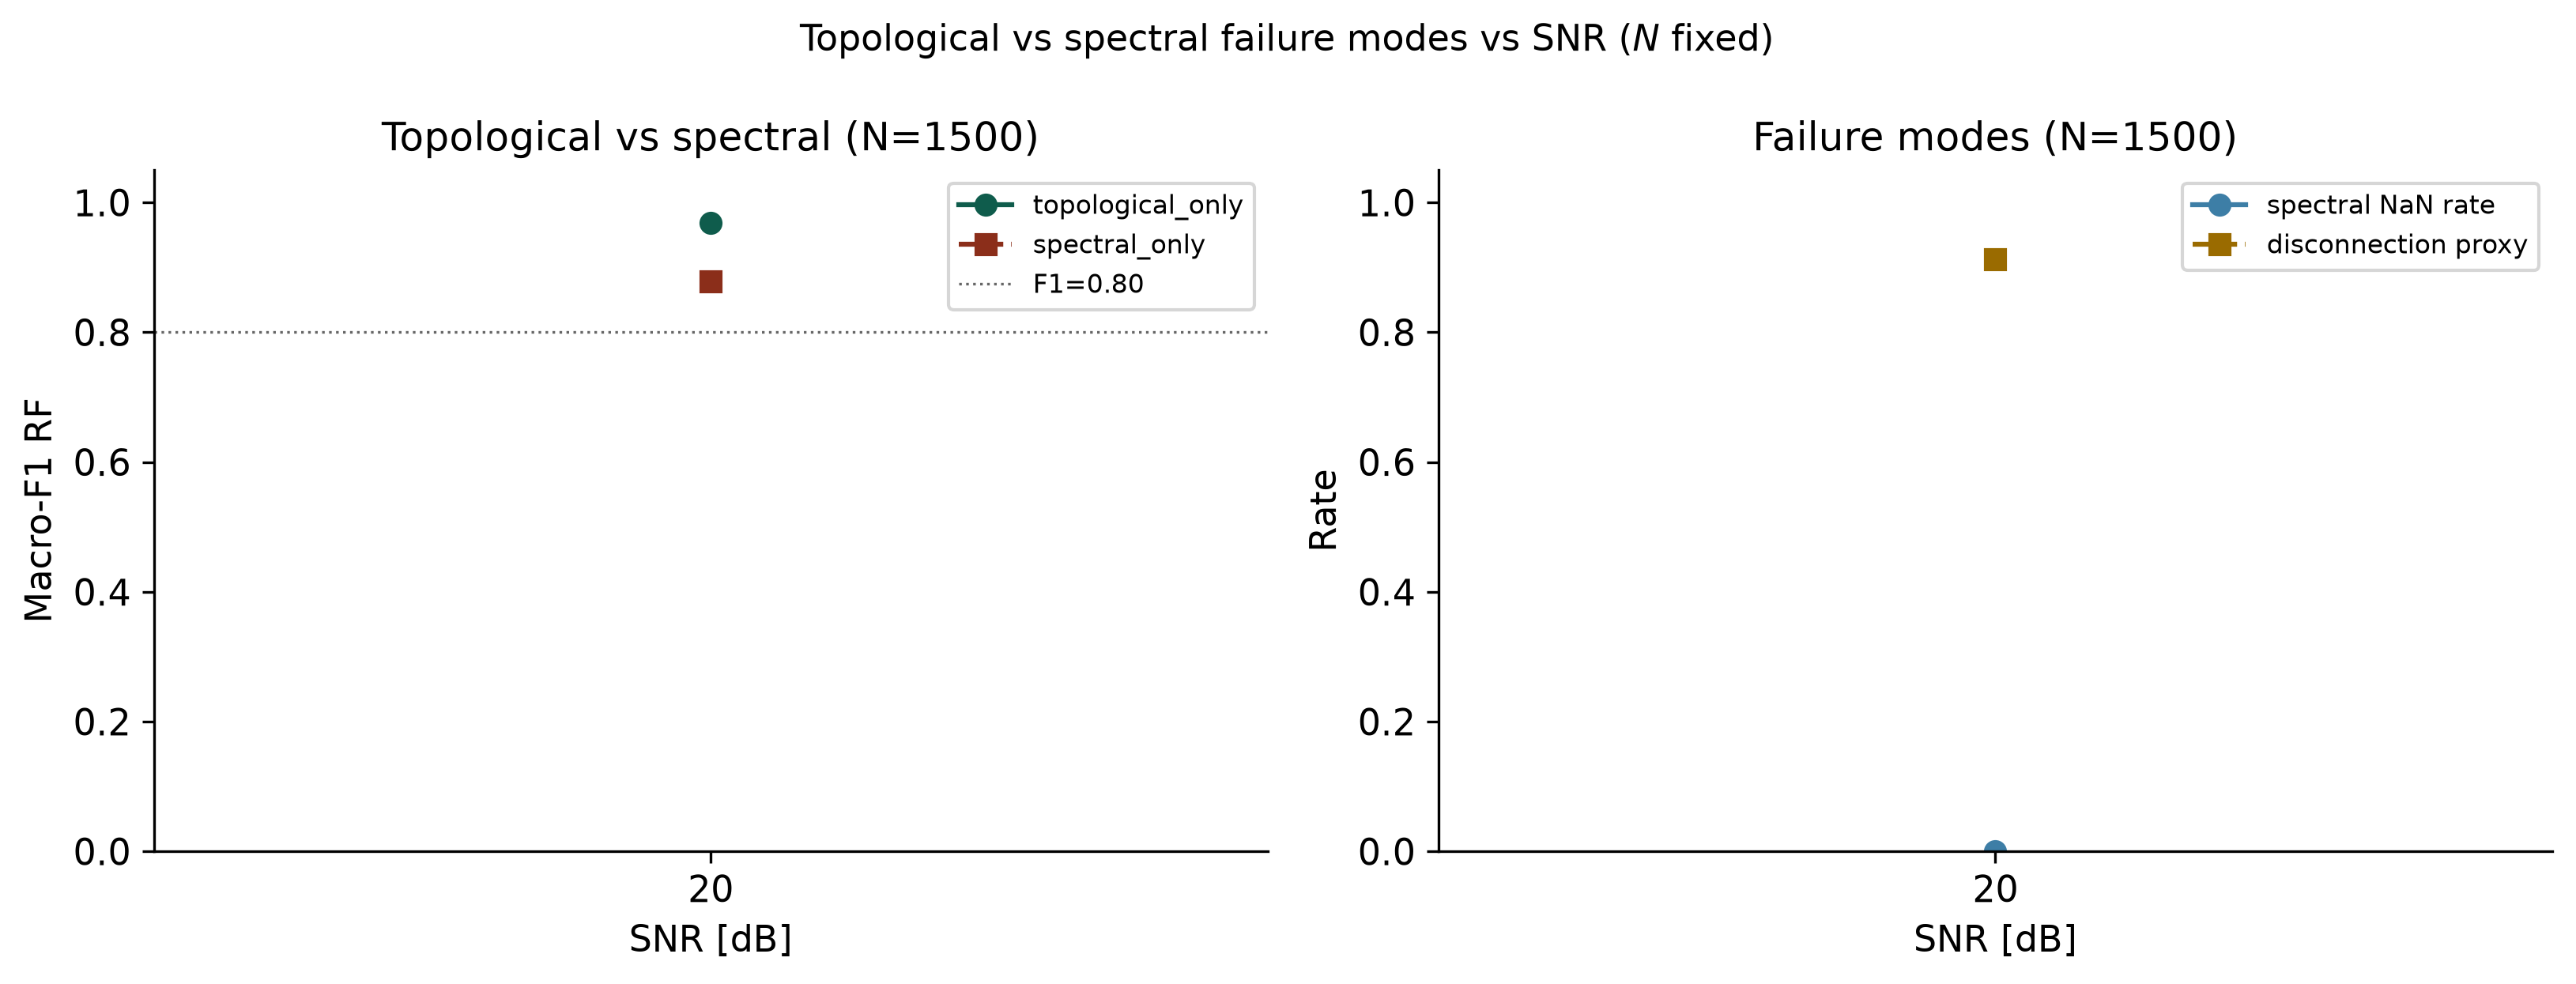 Topological vs spectral failure modes vs SNR (N fixed)
Topological vs spectral (N=1500)
Macro-F1 RF
1.0
0.8
0.6
0.4
0.2
0.0
20
SNR [dB]
topological_only
spectral_only
F1=0.80
Failure modes (N=1500)
Rate
1.0
0.8
0.6
0.4
0.2
0.0
20
SNR [dB]
spectral NaN rate
disconnection proxy